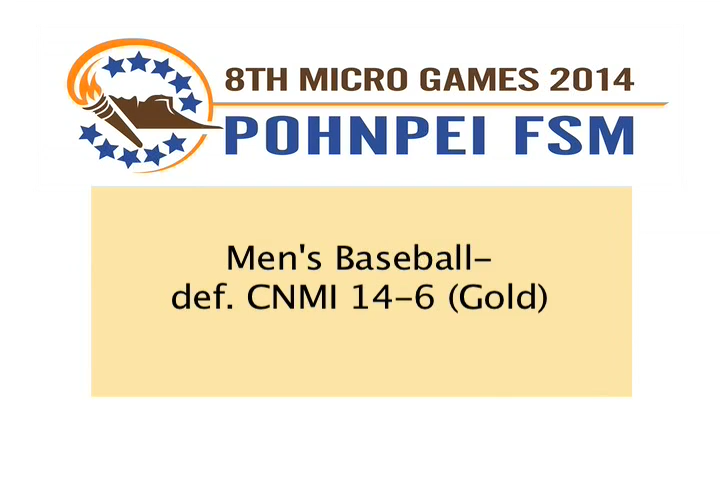 8TH MICRO GAMES 2014
POHNPEI FSM
Men's Baseball-
def. CNMI 14-6 (Gold)